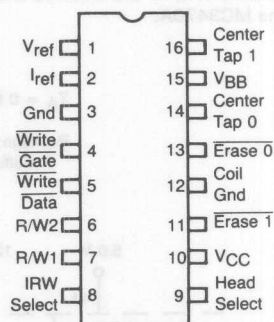 ne MC3470A
Vref 1 16 Center Tap 1
Iref 2 15 VBB
Gnd 3 14 Center Tap 0
Write Gate 4 13 Erase 0
Write Data 5 12 Coil Gnd
R/W2 6 11 Erase 1
R/W1 7 10 VCC
IRW Select 8 9 Head Select